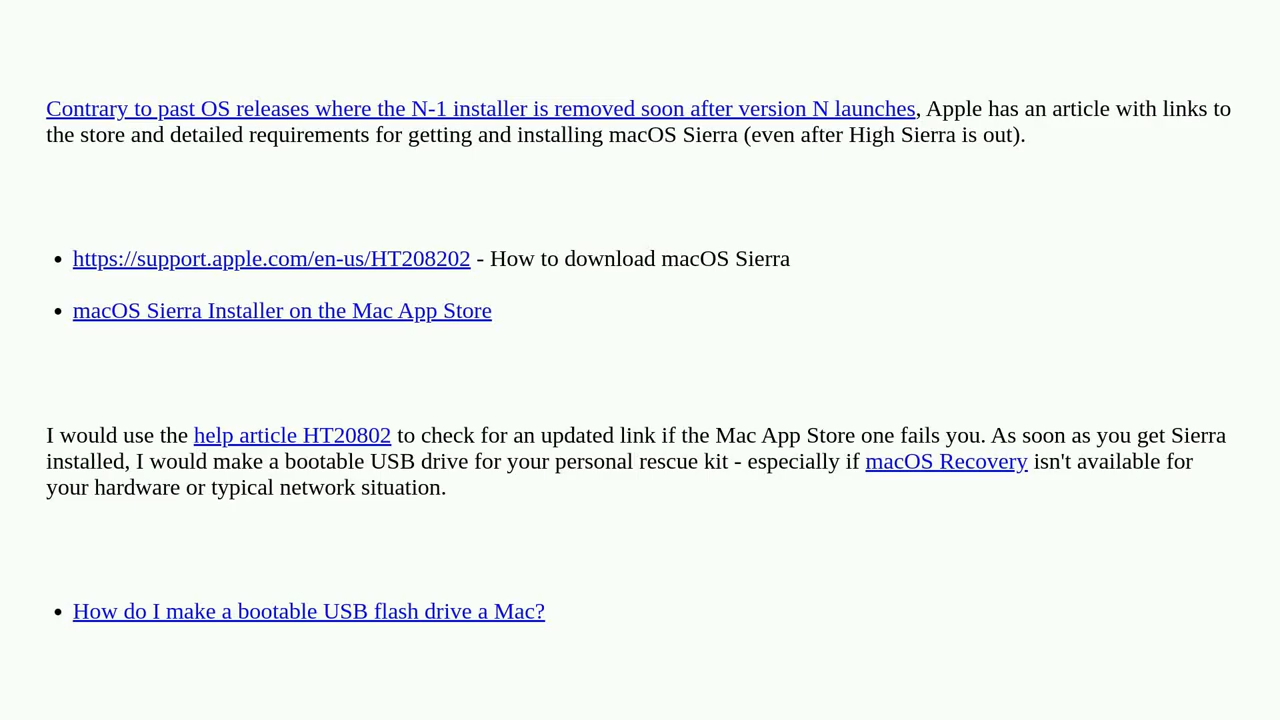 Contrary to past OS releases where the N-1 installer is removed soon after version N launches, Apple has an article with links to
the store and detailed requirements for getting and installing macOS Sierra (even after High Sierra is out).
• https://support.apple.com/en-us/HT208202 - How to download macOS Sierra
• macOS Sierra Installer on the Mac App Store
I would use the help article HT20802 to check for an updated link if the Mac App Store one fails you. As soon as you get Sierra
installed, I would make a bootable USB drive for your personal rescue kit - especially if macOS Recovery isn't available for
your hardware or typical network situation.
• How do I make a bootable USB flash drive a Mac?